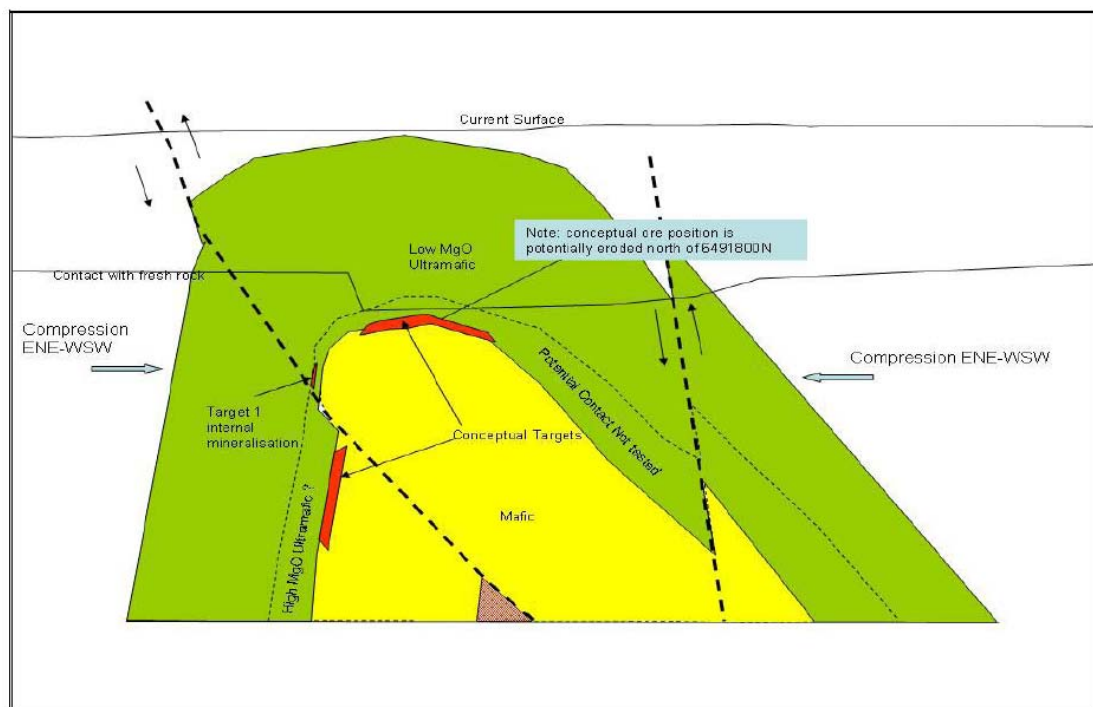 Current Surface
Note: conceptual ore position is
potentially eroded north of 6491800N
Low MgO
Ultramafic
Contact with fresh rock
Compression
ENE-WSW
Compression ENE-WSW
Potential Contact Not tested'
Target 1
internal
mineralisation
Conceptual Targets
High MgO Ultramafic ?
Mafic